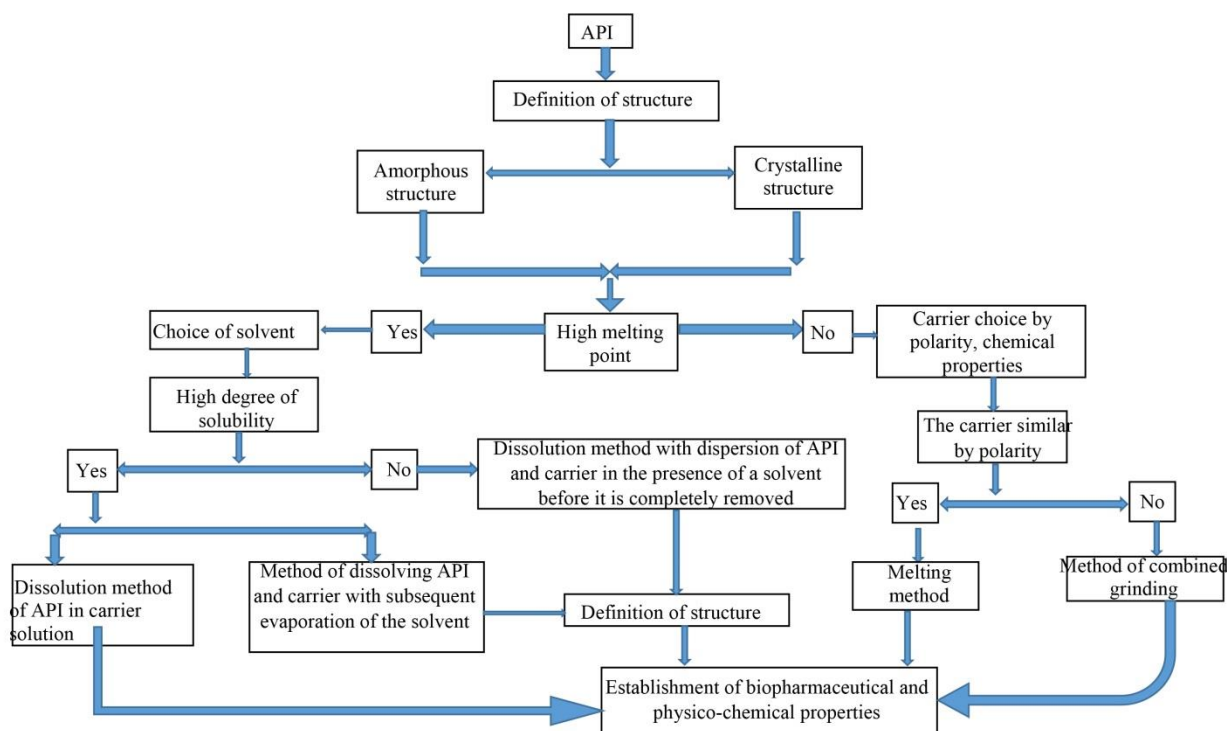 API
Definition of structure
Amorphous
structure
Crystalline
structure
Choice of solvent
Yes
High melting
point
No
Carrier choice by
polarity, chemical
properties
High degree of
solubility
The carrier similar
by polarity
Yes
No
Dissolution method with dispersion of API
and carrier in the presence of a solvent
before it is completely removed
Yes
No
Dissolution method
of API in carrier
solution
Method of dissolving API
and carrier with subsequent
evaporation of the solvent
Definition of structure
Melting
method
Method of combined
grinding
Establishment of biopharmaceutical and
physico-chemical properties